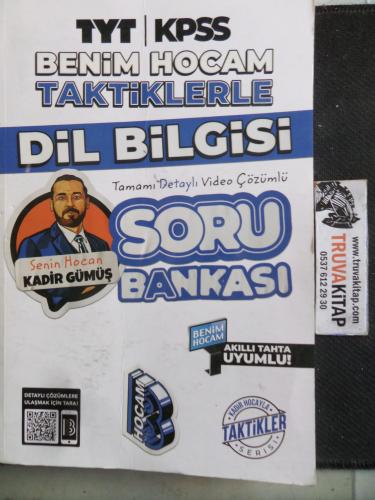 TYT | KPSS
BENİM HOCAM
TAKTİKLERLE
DİL BİLGİSİ
Tamamı Detaylı Video Çözümlü
SORU
BANKASI
Senin Hocan
KADİR GÜMÜŞ
BENİM
HOCAM
AKILLI TAHTA
UYUMLU!
DETAYLI ÇÖZÜMLERE
ULAŞMAK İÇİN TARA!
B
HOCAM
KADİR HOCAYLA
TAKTİKLER
SERİSİ
www.truvakitap.com
TRUVAKİTAP
0537 612 29 30